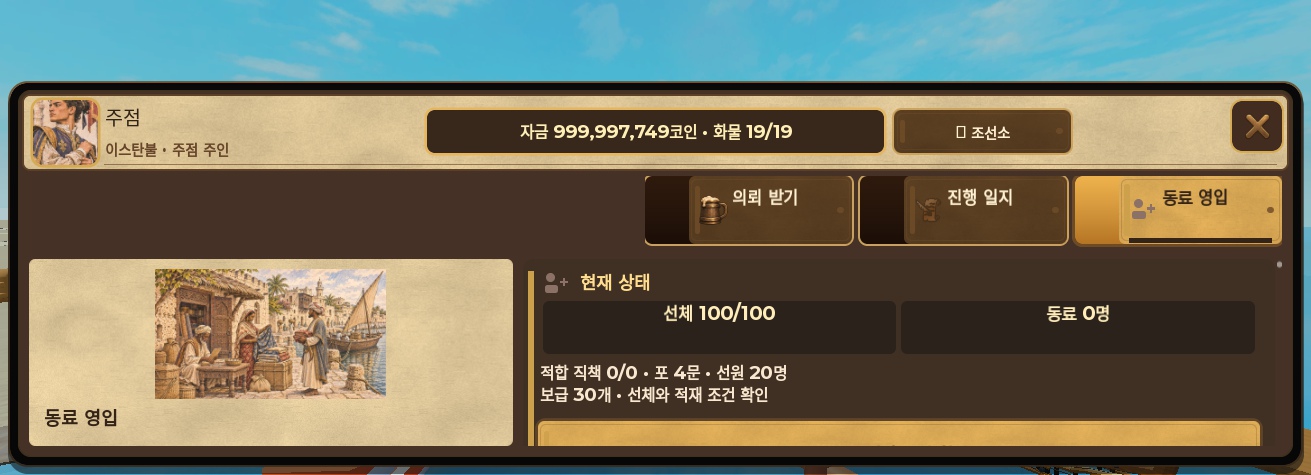 주점
이스탄불 • 주점 주인
자금 999,997,749코인 • 화물 19/19
조선소
의뢰 받기
진행 일지
동료 영입
동료 영입
현재 상태
선체 100/100
동료 0명
적합 직책 0/0 • 포 4문 • 선원 20명
보급 30개 • 선체와 적재 조건 확인